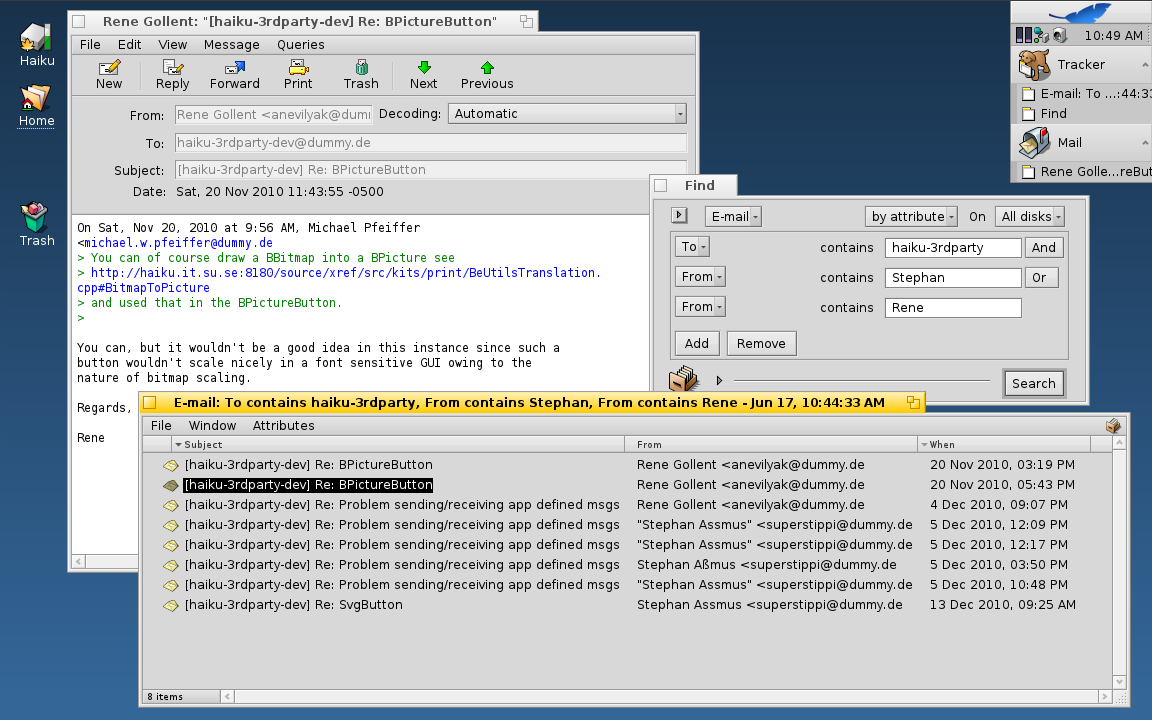 Haiku
Home
Trash
Rene Gollent: "[haiku-3rdparty-dev] Re: BPictureButton"
File Edit View Message Queries
New Reply Forward Print Trash Next Previous
From: Rene Gollent <anevilyak@dum
Decoding: Automatic
To: haiku-3rdparty-dev@dummy.de
Subject: [haiku-3rdparty-dev] Re: BPictureButton
Date: Sat, 20 Nov 2010 11:43:55 -0500
On Sat, Nov 20, 2010 at 9:56 AM, Michael Pfeiffer
<michael.w.pfeiffer@dummy.de
> You can of course draw a BBitmap into a BPicture see
> http://haiku.it.su.se:8180/source/xref/src/kits/print/BeUtilsTranslation.
cpp#BitmapToPicture
> and used that in the BPictureButton.
>
You can, but it wouldn't be a good idea in this instance since such a
button wouldn't scale nicely in a font sensitive GUI owing to the
nature of bitmap scaling.
Regards,
Rene
10:49 AM
Tracker
E-mail: To ...:44:33
Find
Mail
Rene Golle...reBut
Find
E-mail by attribute On All disks
To contains haiku-3rdparty And
From contains Stephan Or
From contains Rene
Add Remove
Search
E-mail: To contains haiku-3rdparty, From contains Stephan, From contains Rene - Jun 17, 10:44:33 AM
File Window Attributes
Subject From When
[haiku-3rdparty-dev] Re: BPictureButton Rene Gollent <anevilyak@dummy.de 20 Nov 2010, 03:19 PM
[haiku-3rdparty-dev] Re: BPictureButton Rene Gollent <anevilyak@dummy.de 20 Nov 2010, 05:43 PM
[haiku-3rdparty-dev] Re: Problem sending/receiving app defined msgs Rene Gollent <anevilyak@dummy.de 4 Dec 2010, 09:07 PM
[haiku-3rdparty-dev] Re: Problem sending/receiving app defined msgs "Stephan Assmus" <superstippi@dummy.de 5 Dec 2010, 12:09 PM
[haiku-3rdparty-dev] Re: Problem sending/receiving app defined msgs "Stephan Assmus" <superstippi@dummy.de 5 Dec 2010, 12:17 PM
[haiku-3rdparty-dev] Re: Problem sending/receiving app defined msgs Stephan Aßmus <superstippi@dummy.de 5 Dec 2010, 03:50 PM
[haiku-3rdparty-dev] Re: Problem sending/receiving app defined msgs "Stephan Assmus" <superstippi@dummy.de 5 Dec 2010, 10:48 PM
[haiku-3rdparty-dev] Re: SvgButton Stephan Assmus <superstippi@dummy.de 13 Dec 2010, 09:25 AM
8 items